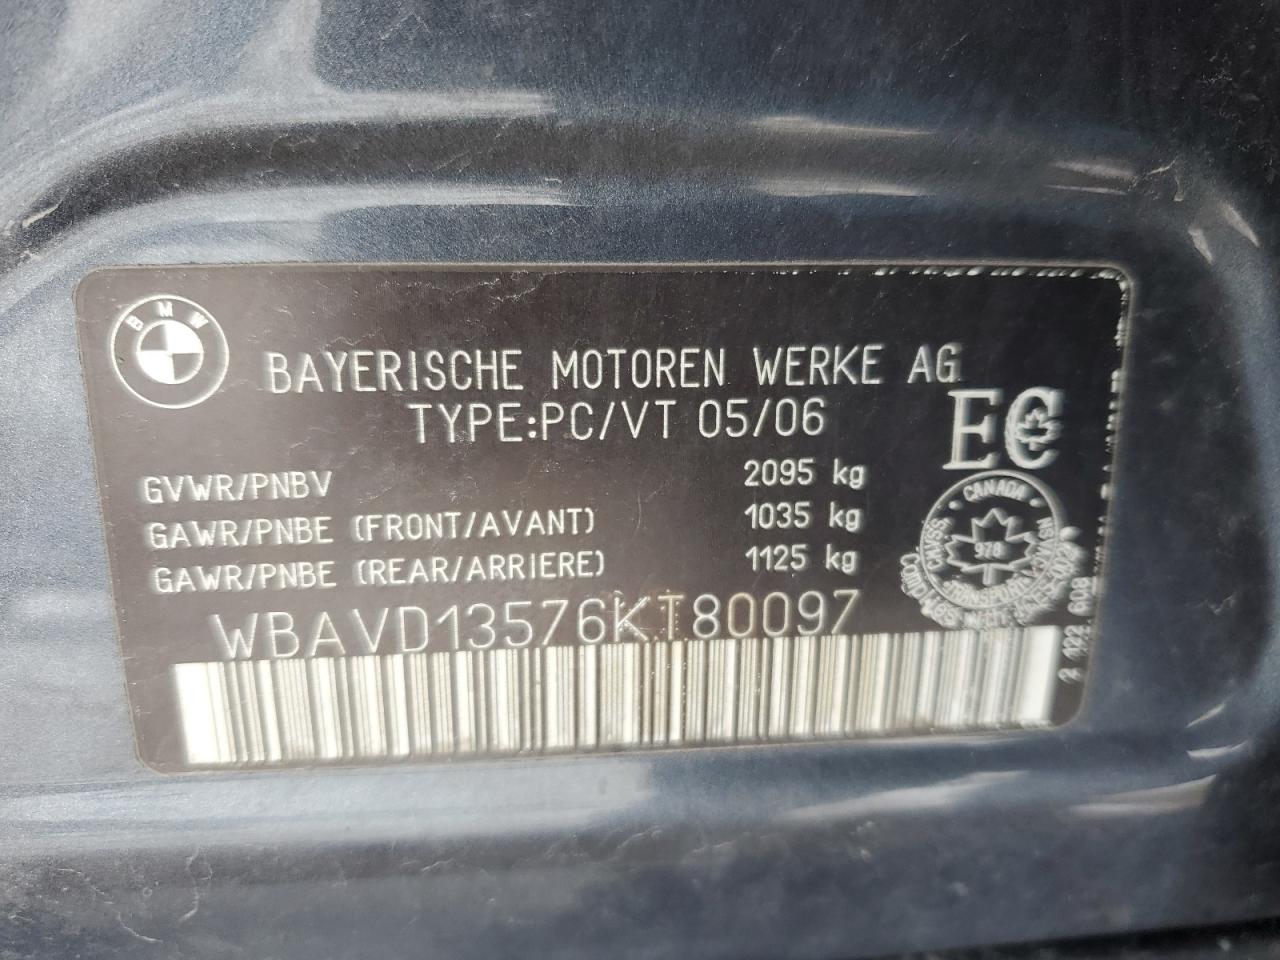 BMW
BAYERISCHE MOTOREN WERKE AG
TYPE:PC/VT 05/06
EC
GVWR/PNBV 2095 kg
GAWR/PNBE (FRONT/AVANT) 1035 kg
GAWR/PNBE (REAR/ARRIERE) 1125 kg
CANADA
978
WBAVD13576KT80097